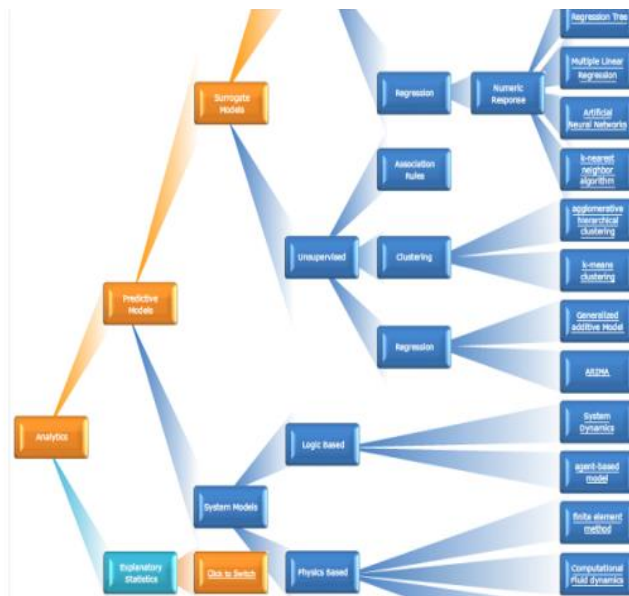 Regression Tree
Surrogate
Models
Regression
Numeric
Response
Multiple Linear
Regression
Artificial
Neural Networks
Association
Rules
k-nearest
neighbor
algorithm
agglomerative
hierarchical
clustering
Unsupervised
Clustering
k-means
clustering
Predictive
Models
Generalized
additive Model
Regression
ARIMA
Analytics
Logic Based
System
Dynamics
agent-based
model
System Models
finite element
method
Explanatory
Statistics
Click to Switch
Physics Based
Computational
Fluid dynamics